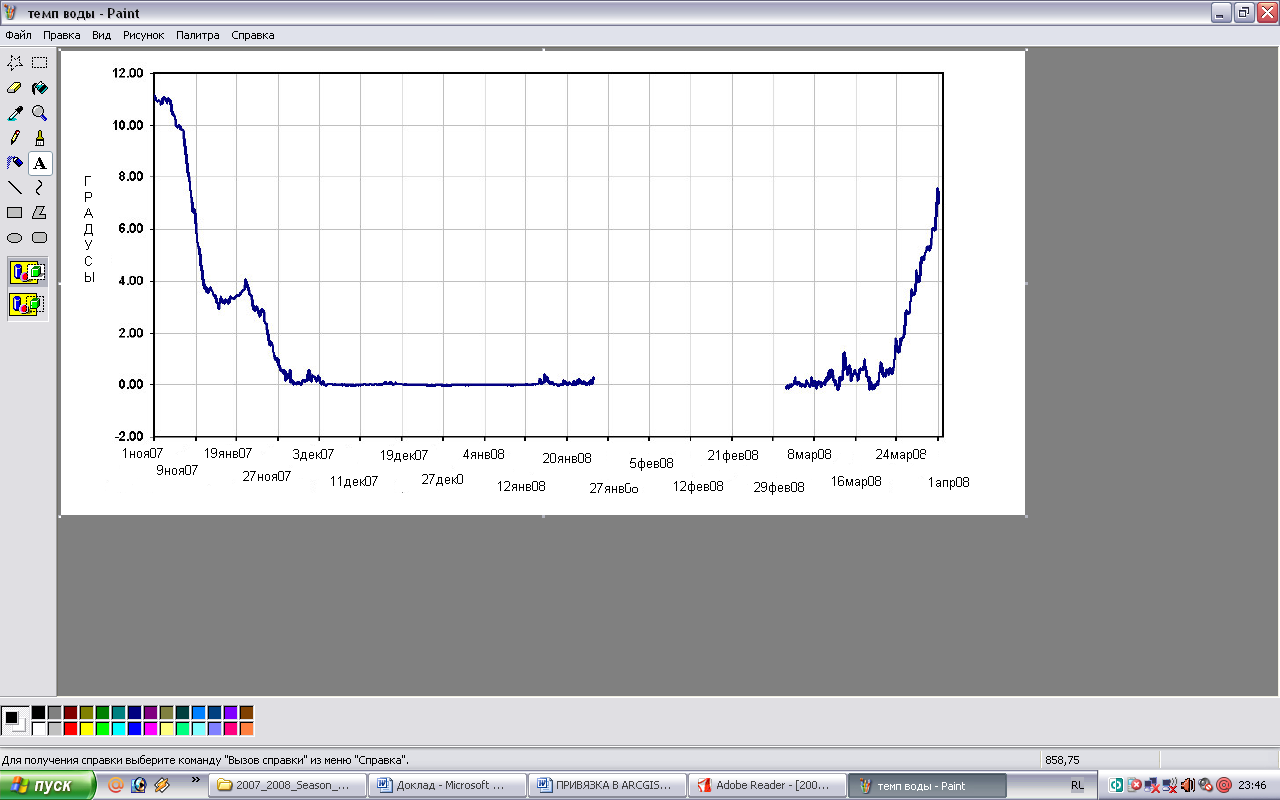 темп воды - Paint
Файл Правка Вид Рисунок Палитра Справка
12.00
10.00
8.00
6.00
4.00
2.00
0.00
-2.00
ГРАДУСЫ
1ноя07 19янв07 3дек07 19дек07 4янв08 20янв08 5фев08 21фев08 8мар08 24мар08
9ноя07 27ноя07 11дек07 27дек0 12янв08 27янв0о 12фев08 29фев08 16мар08 1апр08
A
Для получения справки выберите команду "Вызов справки" из меню "Справка".
858,75
пуск
2007_2008_Season_...
Доклад - Microsoft ...
ПРИВЯЗКА В ARCGIS...
Adobe Reader - [200...
темп воды - Paint
RL
23:46